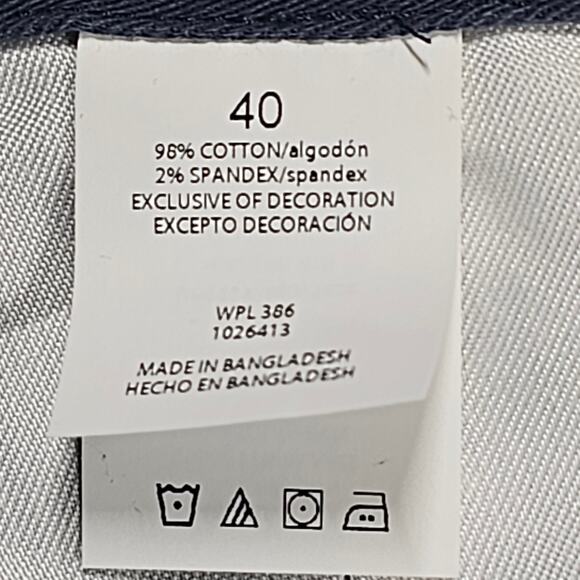 40
98% COTTON/algodón
2% SPANDEX/spandex
EXCLUSIVE OF DECORATION
EXCEPTO DECORACIÓN
WPL 386
1026413
MADE IN BANGLADESH
HECHO EN BANGLADESH